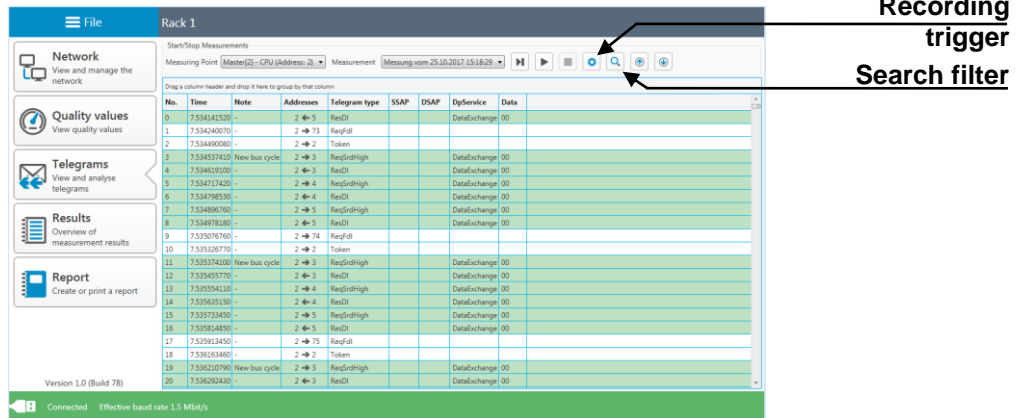 Recording
trigger
Search filter
File
Rack 1
Network
View and manage the
network
Quality values
View quality values
Telegrams
View and analyse
telegrams
Results
Overview of
measurement results
Report
Create or print a report
Version 1.0 (Build 78)
Start/Stop Measurements
Measuring Point Master[2] - CPU (Address: 2) Measurement Messung vom 25.10.2017 15:18:29
Drag a column header and drop it here to group by that column
No. Time Note Addresses Telegram type SSAP DSAP DpService Data
0 7.534141520 - 2 ← 5 ResDl DataExchange 00
1 7.534240070 - 2 → 73 ReqFdl
2 7.534490080 - 2 → 2 Token
3 7.534537410 New bus cycle 2 → 3 ReqSrdHigh DataExchange 00
4 7.534619100 - 2 ← 3 ResDl DataExchange 00
5 7.534717420 - 2 → 4 ReqSrdHigh DataExchange 00
6 7.534798530 - 2 ← 4 ResDl DataExchange 00
7 7.534896760 - 2 → 5 ReqSrdHigh DataExchange 00
8 7.534978180 - 2 ← 5 ResDl DataExchange 00
9 7.535076760 - 2 → 74 ReqFdl
10 7.535326770 - 2 → 2 Token
11 7.535374100 New bus cycle 2 → 3 ReqSrdHigh DataExchange 00
12 7.535455770 - 2 ← 3 ResDl DataExchange 00
13 7.535554110 - 2 → 4 ReqSrdHigh DataExchange 00
14 7.535635150 - 2 ← 4 ResDl DataExchange 00
15 7.535733450 - 2 → 5 ReqSrdHigh DataExchange 00
16 7.535814850 - 2 ← 5 ResDl DataExchange 00
17 7.535913450 - 2 → 75 ReqFdl
18 7.536163460 - 2 → 2 Token
19 7.536210790 New bus cycle 2 → 3 ReqSrdHigh DataExchange 00
20 7.536292430 - 2 ← 3 ResDl DataExchange 00
Connected Effective baud rate 1.5 Mbit/s